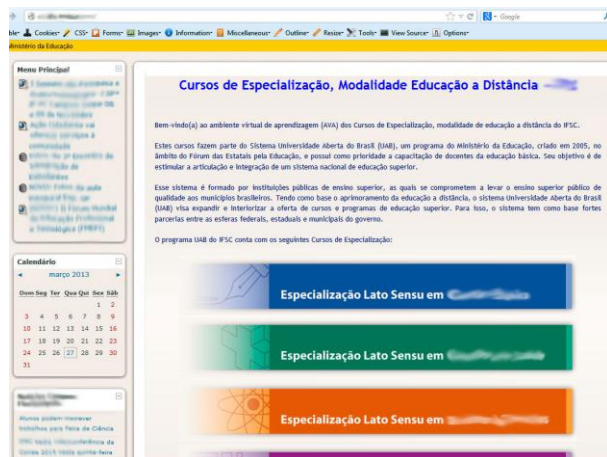 Google
Cookies CSS Forms Images Information Miscellaneous Outline Resize Tools View Source Options
Ministério da Educação
Menu Principal
Calendário
março 2013
Dom Seg Ter Qua Qui Sex Sáb
1 2
3 4 5 6 7 8 9
10 11 12 13 14 15 16
17 18 19 20 21 22 23
24 25 26 27 28 29 30
31
Alunos podem inscrever
trabalhos para Feira de Ciência
Cursos de Especialização, Modalidade Educação a Distância
Bem-vindo(a) ao ambiente virtual de aprendizagem (AVA) dos Cursos de Especialização, modalidade de educação a distância do IFSC.
Estes cursos fazem parte do Sistema Universidade Aberta do Brasil (UAB), um programa do Ministério da Educação, criado em 2005, no
âmbito do Fórum das Estatais pela Educação, e possui como prioridade a capacitação de docentes da educação básica. Seu objetivo é de
estimular a articulação e integração de um sistema nacional de educação superior.
Esse sistema é formado por instituições públicas de ensino superior, as quais se comprometem a levar o ensino superior público de
qualidade aos municípios brasileiros. Tendo como base o aprimoramento da educação a distância, o sistema Universidade Aberta do Brasil
(UAB) visa expandir e interiorizar a oferta de cursos e programas de educação superior. Para isso, o sistema tem como base fortes
parcerias entre as esferas federais, estaduais e municipais do governo.
O programa UAB do IFSC conta com os seguintes Cursos de Especialização:
Especialização Lato Sensu em
Especialização Lato Sensu em
Especialização Lato Sensu em